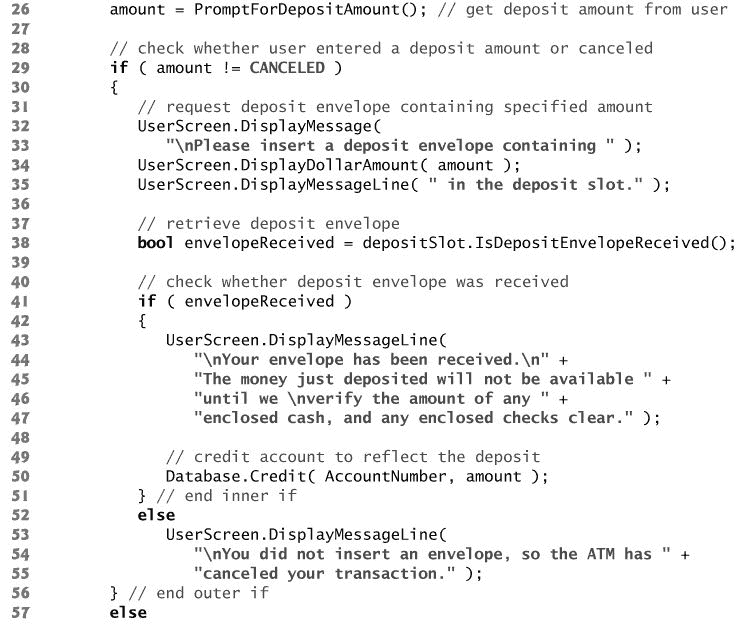 26 amount = PromptForDepositAmount(); // get deposit amount from user
27
28 // check whether user entered a deposit amount or canceled
29 if ( amount != CANCELED )
30 {
31 // request deposit envelope containing specified amount
32 UserScreen.DisplayMessage(
33 "\nPlease insert a deposit envelope containing " );
34 UserScreen.DisplayDollarAmount( amount );
35 UserScreen.DisplayMessageLine( " in the deposit slot." );
36
37 // retrieve deposit envelope
38 bool envelopeReceived = depositSlot.IsDepositEnvelopeReceived();
39
40 // check whether deposit envelope was received
41 if ( envelopeReceived )
42 {
43 UserScreen.DisplayMessageLine(
44 "\nYour envelope has been received.\n" +
45 "The money just deposited will not be available " +
46 "until we \nverify the amount of any " +
47 "enclosed cash, and any enclosed checks clear." );
48
49 // credit account to reflect the deposit
50 Database.Credit( AccountNumber, amount );
51 } // end inner if
52 else
53 UserScreen.DisplayMessageLine(
54 "\nYou did not insert an envelope, so the ATM has " +
55 "canceled your transaction." );
56 } // end outer if
57 else